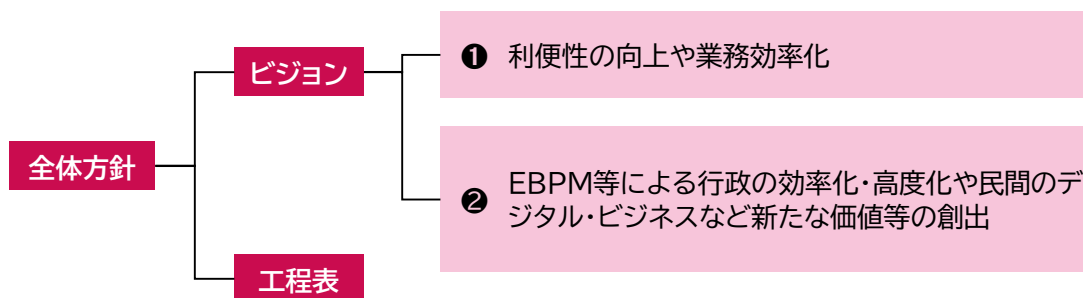 全体方針
ビジョン
❶ 利便性の向上や業務効率化
❷ EBPM等による行政の効率化・高度化や民間のデ
ジタル・ビジネスなど新たな価値等の創出
工程表